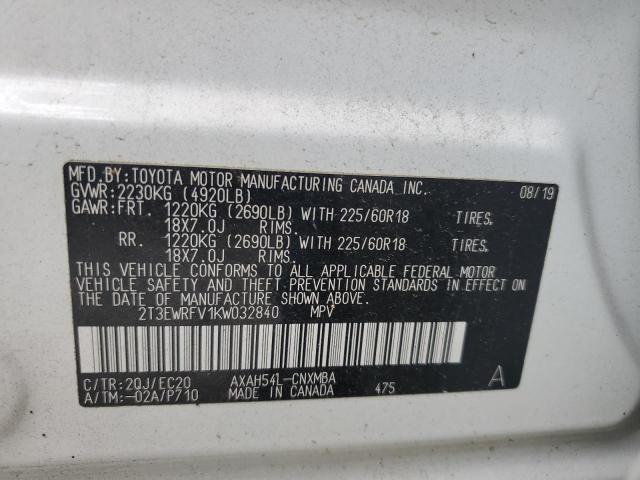 MFD.BY:TOYOTA MOTOR MANUFACTURING CANADA INC. 08/19
GVWR:2230KG (4920LB)
GAWR:FRT. 1220KG (2690LB) WITH 225/60R18 TIRES,
18X7.0J RIMS.
RR. 1220KG (2690LB) WITH 225/60R18 TIRES,
18X7.0J RIMS.
THIS VEHICLE CONFORMS TO ALL APPLICABLE FEDERAL MOTOR
VEHICLE SAFETY AND THEFT PREVENTION STANDARDS IN EFFECT
ON THE DATE OF MANUFACTURE SHOWN ABOVE.
2T3EWRFV1KW032840 MPV
C/TR:2QJ/EC20 AXAH54L-CNXMBA A
A/TM:-02A/P710 MADE IN CANADA 475